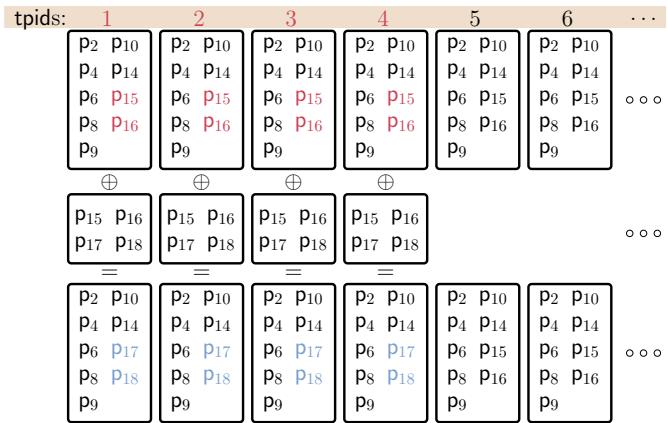 tpids: 1 2 3 4 5 6 ⋯
p₂ p₁₀ p₂ p₁₀ p₂ p₁₀ p₂ p₁₀ p₂ p₁₀ p₂ p₁₀
p₄ p₁₄ p₄ p₁₄ p₄ p₁₄ p₄ p₁₄ p₄ p₁₄ p₄ p₁₄
p₆ p₁₅ p₆ p₁₅ p₆ p₁₅ p₆ p₁₅ p₆ p₁₅ p₆ p₁₅ ∘∘∘
p₈ p₁₆ p₈ p₁₆ p₈ p₁₆ p₈ p₁₆ p₈ p₁₆ p₈ p₁₆
p₉ p₉ p₉ p₉ p₉ p₉
⊕ ⊕ ⊕ ⊕
p₁₅ p₁₆ p₁₅ p₁₆ p₁₅ p₁₆ p₁₅ p₁₆
p₁₇ p₁₈ p₁₇ p₁₈ p₁₇ p₁₈ p₁₇ p₁₈ ∘∘∘
= = = =
p₂ p₁₀ p₂ p₁₀ p₂ p₁₀ p₂ p₁₀ p₂ p₁₀ p₂ p₁₀
p₄ p₁₄ p₄ p₁₄ p₄ p₁₄ p₄ p₁₄ p₄ p₁₄ p₄ p₁₄
p₆ p₁₇ p₆ p₁₇ p₆ p₁₇ p₆ p₁₇ p₆ p₁₅ p₆ p₁₅ ∘∘∘
p₈ p₁₈ p₈ p₁₈ p₈ p₁₈ p₈ p₁₈ p₈ p₁₆ p₈ p₁₆
p₉ p₉ p₉ p₉ p₉ p₉